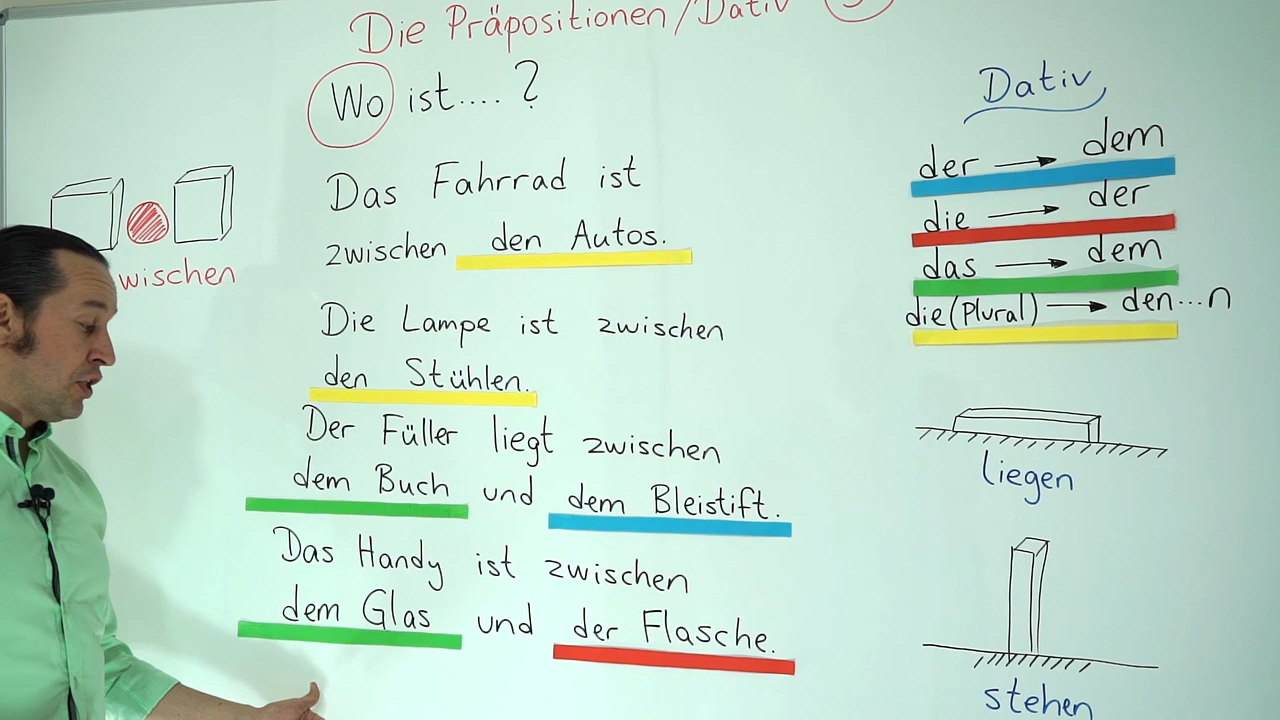 Die Präpositionen/Dativ
Wo ist....?
Das Fahrrad ist
zwischen den Autos.
Die Lampe ist zwischen
den Stühlen.
Der Füller liegt zwischen
dem Buch und dem Bleistift.
Das Handy ist zwischen
dem Glas und der Flasche.
wischen
Dativ
der → dem
die → der
das → dem
die(Plural) → den...n
liegen
stehen